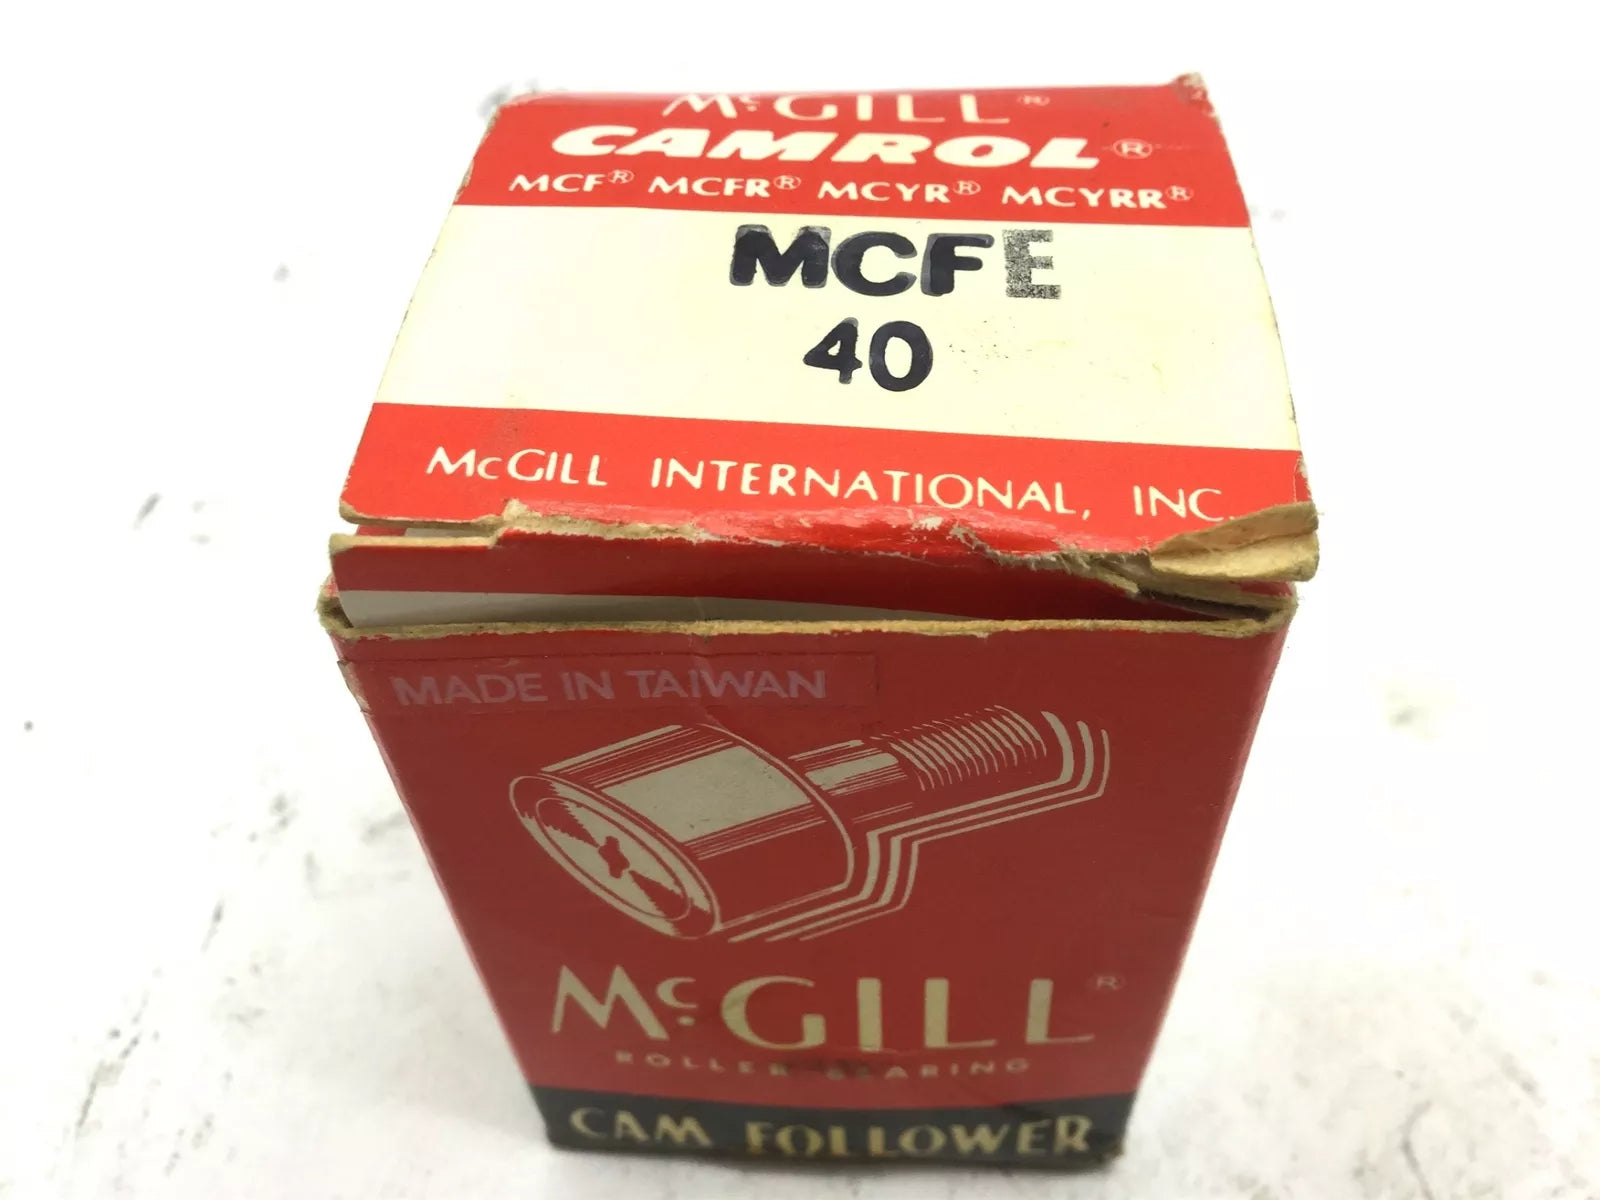 McGILL®
CAMROL®
MCF® MCFR® MCYR® MCYRR®
MCFE
40
McGILL INTERNATIONAL, INC.
MADE IN TAIWAN
McGILL®
ROLLER BEARING
CAM FOLLOWER